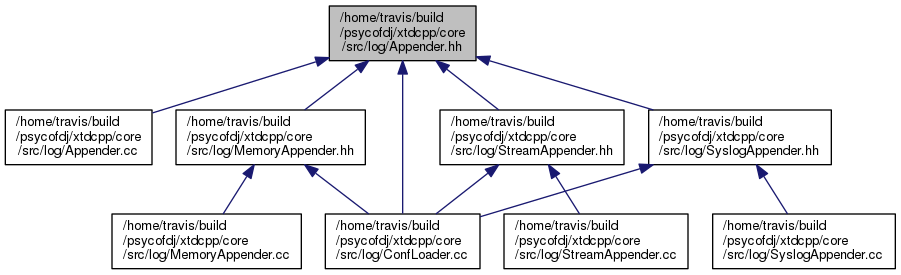 /home/travis/build
/psycofdj/xtdcpp/core
/src/log/Appender.hh
/home/travis/build
/psycofdj/xtdcpp/core
/src/log/Appender.cc
/home/travis/build
/psycofdj/xtdcpp/core
/src/log/MemoryAppender.hh
/home/travis/build
/psycofdj/xtdcpp/core
/src/log/StreamAppender.hh
/home/travis/build
/psycofdj/xtdcpp/core
/src/log/SyslogAppender.hh
/home/travis/build
/psycofdj/xtdcpp/core
/src/log/MemoryAppender.cc
/home/travis/build
/psycofdj/xtdcpp/core
/src/log/ConfLoader.cc
/home/travis/build
/psycofdj/xtdcpp/core
/src/log/StreamAppender.cc
/home/travis/build
/psycofdj/xtdcpp/core
/src/log/SyslogAppender.cc